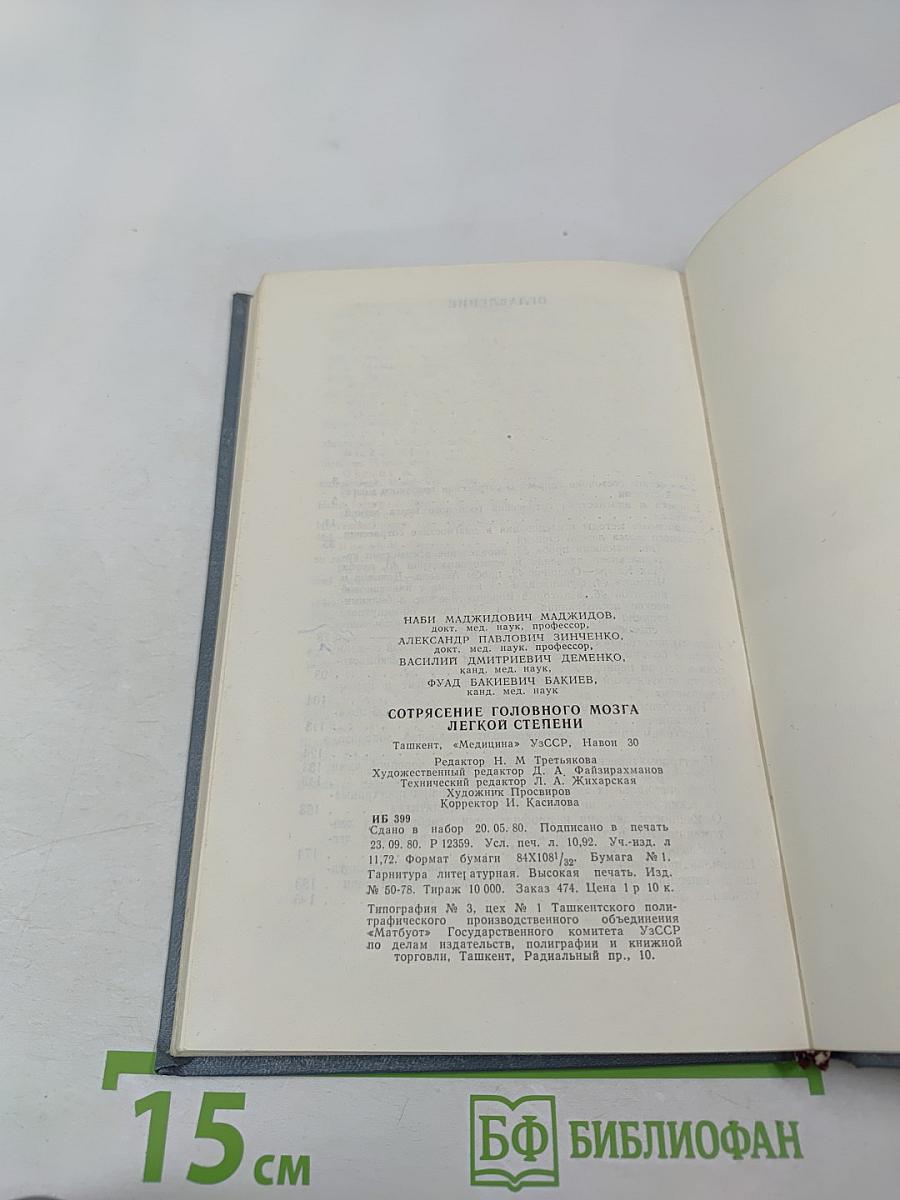 НАБИ МАДЖИДОВИЧ МАДЖИДОВ,
докт. мед. наук, профессор,
АЛЕКСАНДР ПАВЛОВИЧ ЗИНЧЕНКО,
докт. мед. наук, профессор,
ВАСИЛИЙ ДМИТРИЕВИЧ ДЕМЕНКО,
канд. мед. наук,
ФУАД БАКИЕВИЧ БАКИЕВ,
канд. мед. наук
СОТРЯСЕНИЕ ГОЛОВНОГО МОЗГА
ЛЕГКОЙ СТЕПЕНИ
Ташкент, «Медицина» УзССР, Навои 30
Редактор Н. М Третьякова
Художественный редактор Д. А. Файзирахманов
Технический редактор Л. А. Жихарская
Художник Просвиров
Корректор И. Касилова
ИБ 399
Сдано в набор 20. 05. 80. Подписано в печать
23. 09. 80. Р 12359. Усл. печ. л. 10,92. Уч.-изд. л
11,72. Формат бумаги 84X108¹/₃₂. Бумага № 1.
Гарнитура литературная. Высокая печать. Изд.
№ 50-78. Тираж 10 000. Заказ 474. Цена 1 р 10 к.
Типография № 3, цех № 1 Ташкентского поли-
графического производственного объединения
«Матбуот» Государственного комитета УзССР
по делам издательств, полиграфии и книжной
торговли, Ташкент, Радиальный пр., 10.
15 см
БФ БИБЛИОФАН